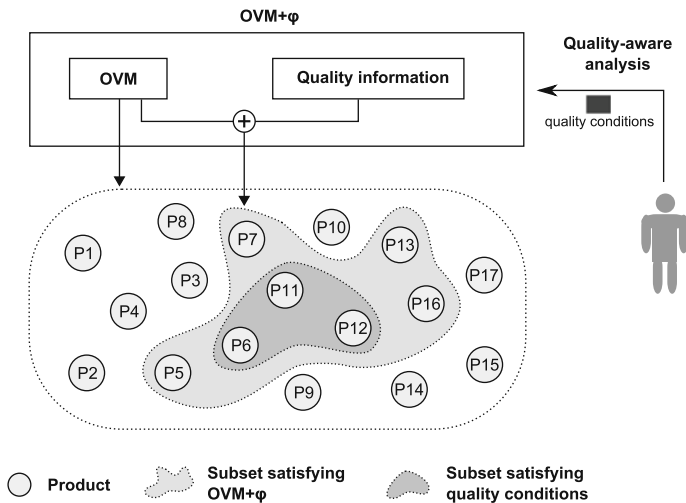 OVM+φ
OVM
Quality information
+
Quality-aware
analysis
quality conditions
P8
P7
P10
P13
P1
P17
P3
P11
P16
P4
P12
P6
P2
P5
P15
P9
P14
Product
Subset satisfying
OVM+φ
Subset satisfying
quality conditions